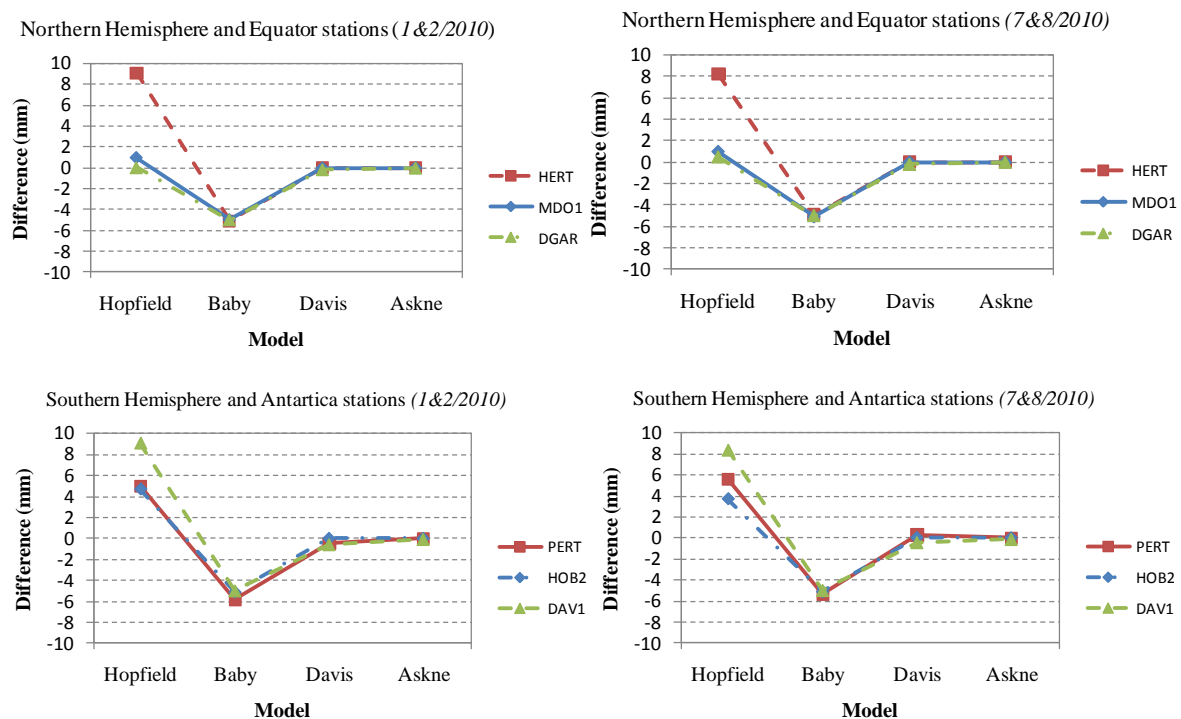 Northern Hemisphere and Equator stations (1&2/2010)
10
8
6
4
2
0
-2
-4
-6
-8
-10
Difference (mm)
Hopfield Baby Davis Askne
Model
HERT
MDO1
DGAR
Northern Hemisphere and Equator stations (7&8/2010)
10
8
6
4
2
0
-2
-4
-6
-8
-10
Difference (mm)
Hopfield Baby Davis Askne
Model
HERT
MDO1
DGAR
Southern Hemisphere and Antartica stations (1&2/2010)
10
8
6
4
2
0
-2
-4
-6
-8
-10
Difference (mm)
Hopfield Baby Davis Askne
Model
PERT
HOB2
DAV1
Southern Hemisphere and Antartica stations (7&8/2010)
10
8
6
4
2
0
-2
-4
-6
-8
-10
Difference (mm)
Hopfield Baby Davis Askne
Model
PERT
HOB2
DAV1